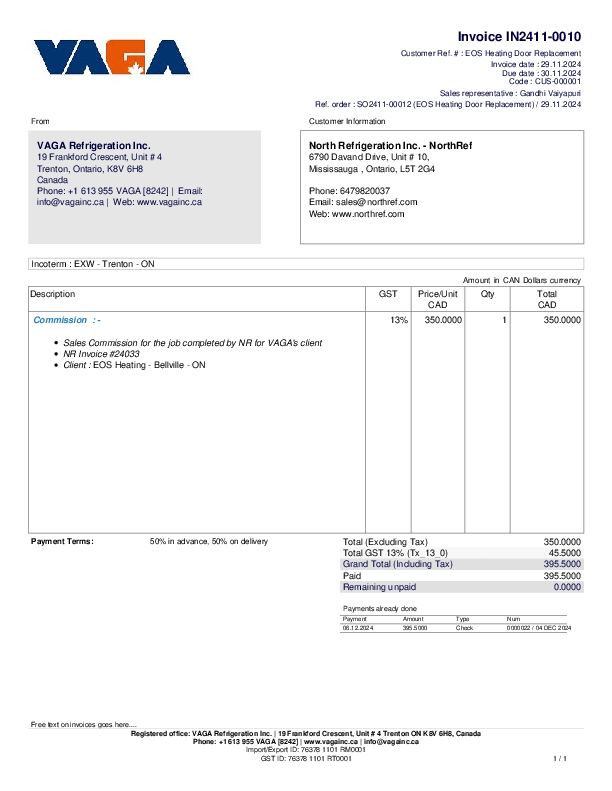 VAGA
Invoice IN2411-0010
Customer Ref. # : EOS Heating Door Replacement
Invoice date : 29.11.2024
Due date : 30.11.2024
Code : CUS-000001
Sales representative : Gandhi Vaiyapuri
Ref. order : SO2411-00012 (EOS Heating Door Replacement) / 29.11.2024
From
Customer Information
VAGA Refrigeration Inc.
19 Frankford Crescent, Unit # 4
Trenton, Ontario, K8V 6H8
Canada
Phone: +1 613 955 VAGA [8242] | Email:
info@vagainc.ca | Web: www.vagainc.ca
North Refrigeration Inc. - NorthRef
6790 Davand Drive, Unit # 10,
Mississauga , Ontario, L5T 2G4
Phone: 6479820037
Email: sales@northref.com
Web: www.northref.com
Incoterm : EXW - Trenton - ON
Amount in CAN Dollars currency
Description GST Price/Unit CAD Qty Total CAD
Commission : - 13% 350.0000 1 350.0000
• Sales Commission for the job completed by NR for VAGA's client
• NR Invoice #24033
• Client : EOS Heating - Bellville - ON
Payment Terms: 50% in advance, 50% on delivery
Total (Excluding Tax) 350.0000
Total GST 13% (Tx_13_0) 45.5000
Grand Total (Including Tax) 395.5000
Paid 395.5000
Remaining unpaid 0.0000
Payments already done
Payment Amount Type Num
06.12.2024 395.5000 Check 0000022 / 04 DEC 2024
Free text on invoices goes here....
Registered office: VAGA Refrigeration Inc. | 19 Frankford Crescent, Unit # 4 Trenton ON K8V 6H8, Canada
Phone: +1 613 955 VAGA [8242] | www.vagainc.ca | info@vagainc.ca
Import/Export ID: 76378 1101 RM0001
GST ID: 76378 1101 RT0001
1 / 1